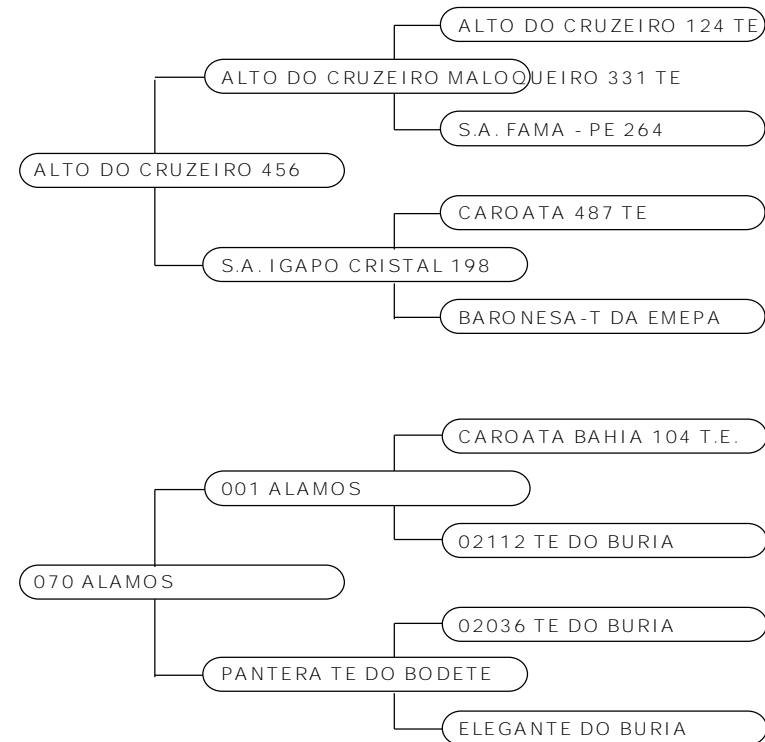 ALTO DO CRUZEIRO 124 TE
ALTO DO CRUZEIRO MALOQUEIRO 331 TE
S.A. FAMA - PE 264
ALTO DO CRUZEIRO 456
CAROATA 487 TE
S.A. IGAPO CRISTAL 198
BARONESA-T DA EMEPA
CAROATA BAHIA 104 T.E.
001 ALAMOS
02112 TE DO BURIA
070 ALAMOS
02036 TE DO BURIA
PANTERA TE DO BODETE
ELEGANTE DO BURIA